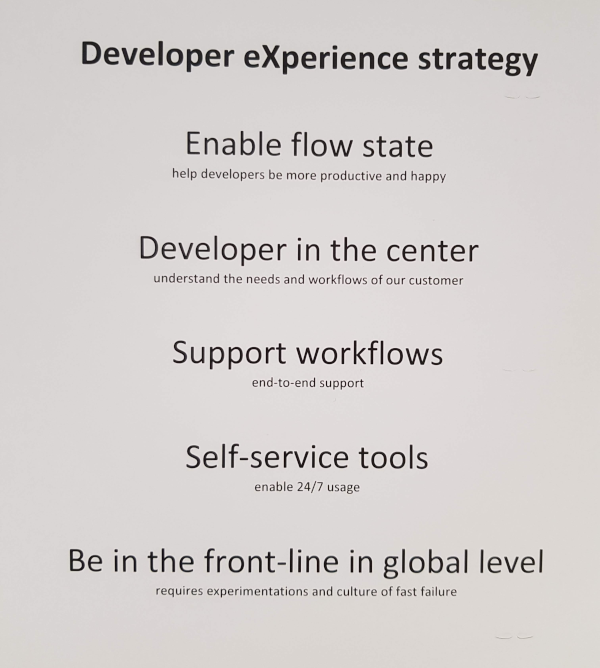 Developer eXperience strategy
Enable flow state
help developers be more productive and happy
Developer in the center
understand the needs and workflows of our customer
Support workflows
end-to-end support
Self-service tools
enable 24/7 usage
Be in the front-line in global level
requires experimentations and culture of fast failure